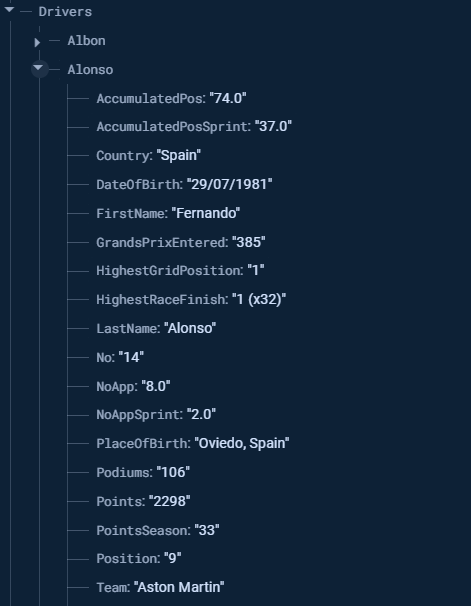 Drivers
Albon
Alonso
AccumulatedPos: "74.0"
AccumulatedPosSprint: "37.0"
Country: "Spain"
DateOfBirth: "29/07/1981"
FirstName: "Fernando"
GrandsPrixEntered: "385"
HighestGridPosition: "1"
HighestRaceFinish: "1 (x32)"
LastName: "Alonso"
No: "14"
NoApp: "8.0"
NoAppSprint: "2.0"
PlaceOfBirth: "Oviedo, Spain"
Podiums: "106"
Points: "2298"
PointsSeason: "33"
Position: "9"
Team: "Aston Martin"